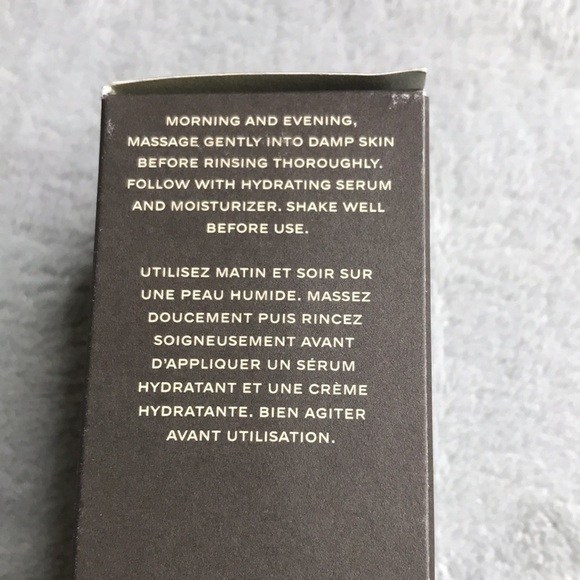 MORNING AND EVENING,
MASSAGE GENTLY INTO DAMP SKIN
BEFORE RINSING THOROUGHLY.
FOLLOW WITH HYDRATING SERUM
AND MOISTURIZER. SHAKE WELL
BEFORE USE.
UTILISEZ MATIN ET SOIR SUR
UNE PEAU HUMIDE. MASSEZ
DOUCEMENT PUIS RINCEZ
SOIGNEUSEMENT AVANT
D'APPLIQUER UN SÉRUM
HYDRATANT ET UNE CRÈME
HYDRATANTE. BIEN AGITER
AVANT UTILISATION.